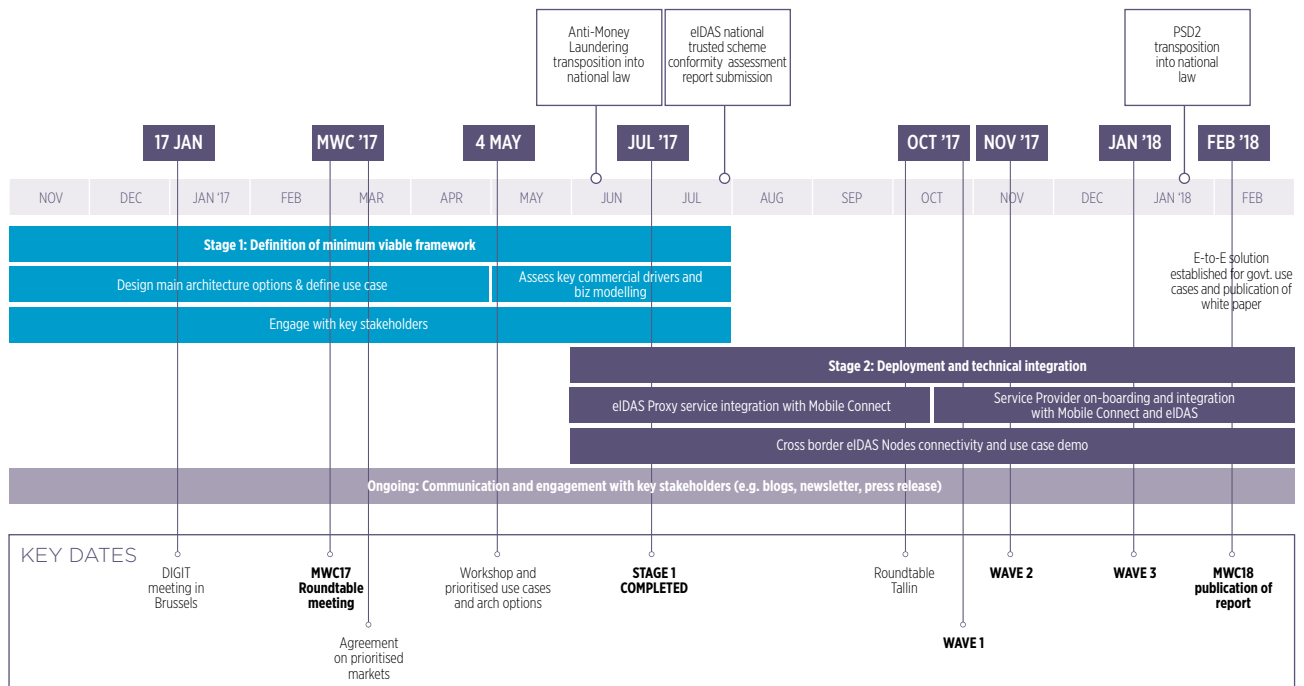 Anti-Money
Laundering
transposition into
national law
eIDAS national
trusted scheme
conformity assessment
report submission
PSD2
transposition
into national
law
17 JAN
MWC '17
4 MAY
JUL '17
OCT '17
NOV '17
JAN '18
FEB '18
NOV
DEC
JAN '17
FEB
MAR
APR
MAY
JUN
JUL
AUG
SEP
OCT
NOV
DEC
JAN '18
FEB
Stage 1: Definition of minimum viable framework
Design main architecture options & define use case
Assess key commercial drivers and
biz modelling
Engage with key stakeholders
E-to-E solution
established for govt. use
cases and publication of
white paper
Stage 2: Deployment and technical integration
eIDAS Proxy service integration with Mobile Connect
Service Provider on-boarding and integration
with Mobile Connect and eIDAS
Cross border eIDAS Nodes connectivity and use case demo
Ongoing: Communication and engagement with key stakeholders (e.g. blogs, newsletter, press release)
KEY DATES
DIGIT
meeting in
Brussels
MWC17
Roundtable
meeting
Agreement
on prioritised
markets
Workshop and
prioritised use cases
and arch options
STAGE 1
COMPLETED
Roundtable
Tallin
WAVE 1
WAVE 2
WAVE 3
MWC18
publication of
report